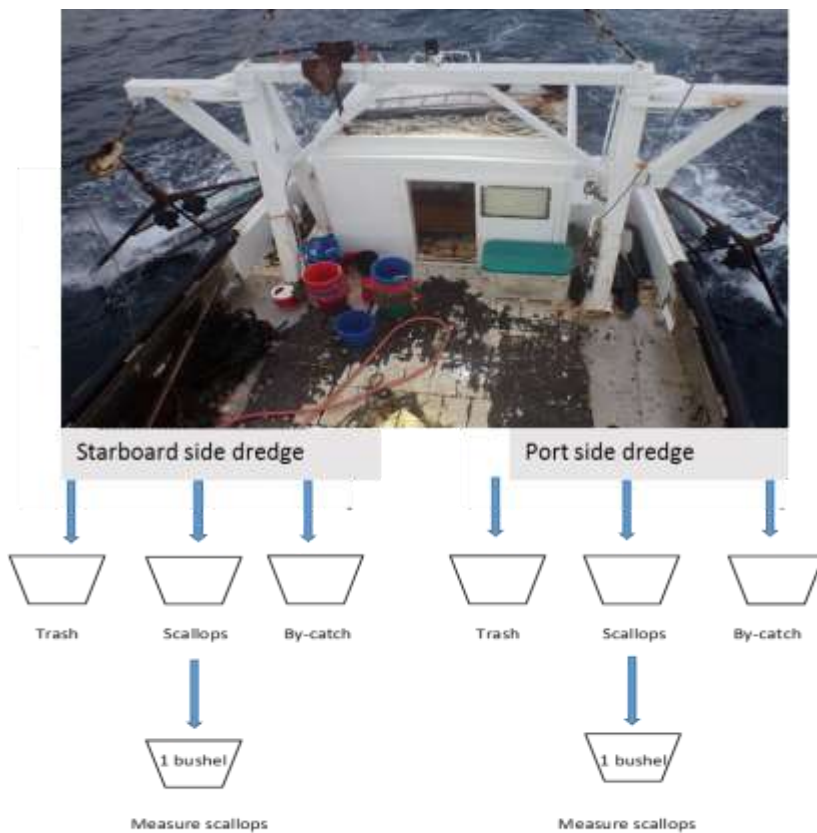 Starboard side dredge
Port side dredge
Trash
Scallops
By-catch
Trash
Scallops
By-catch
1 bushel
1 bushel
Measure scallops
Measure scallops